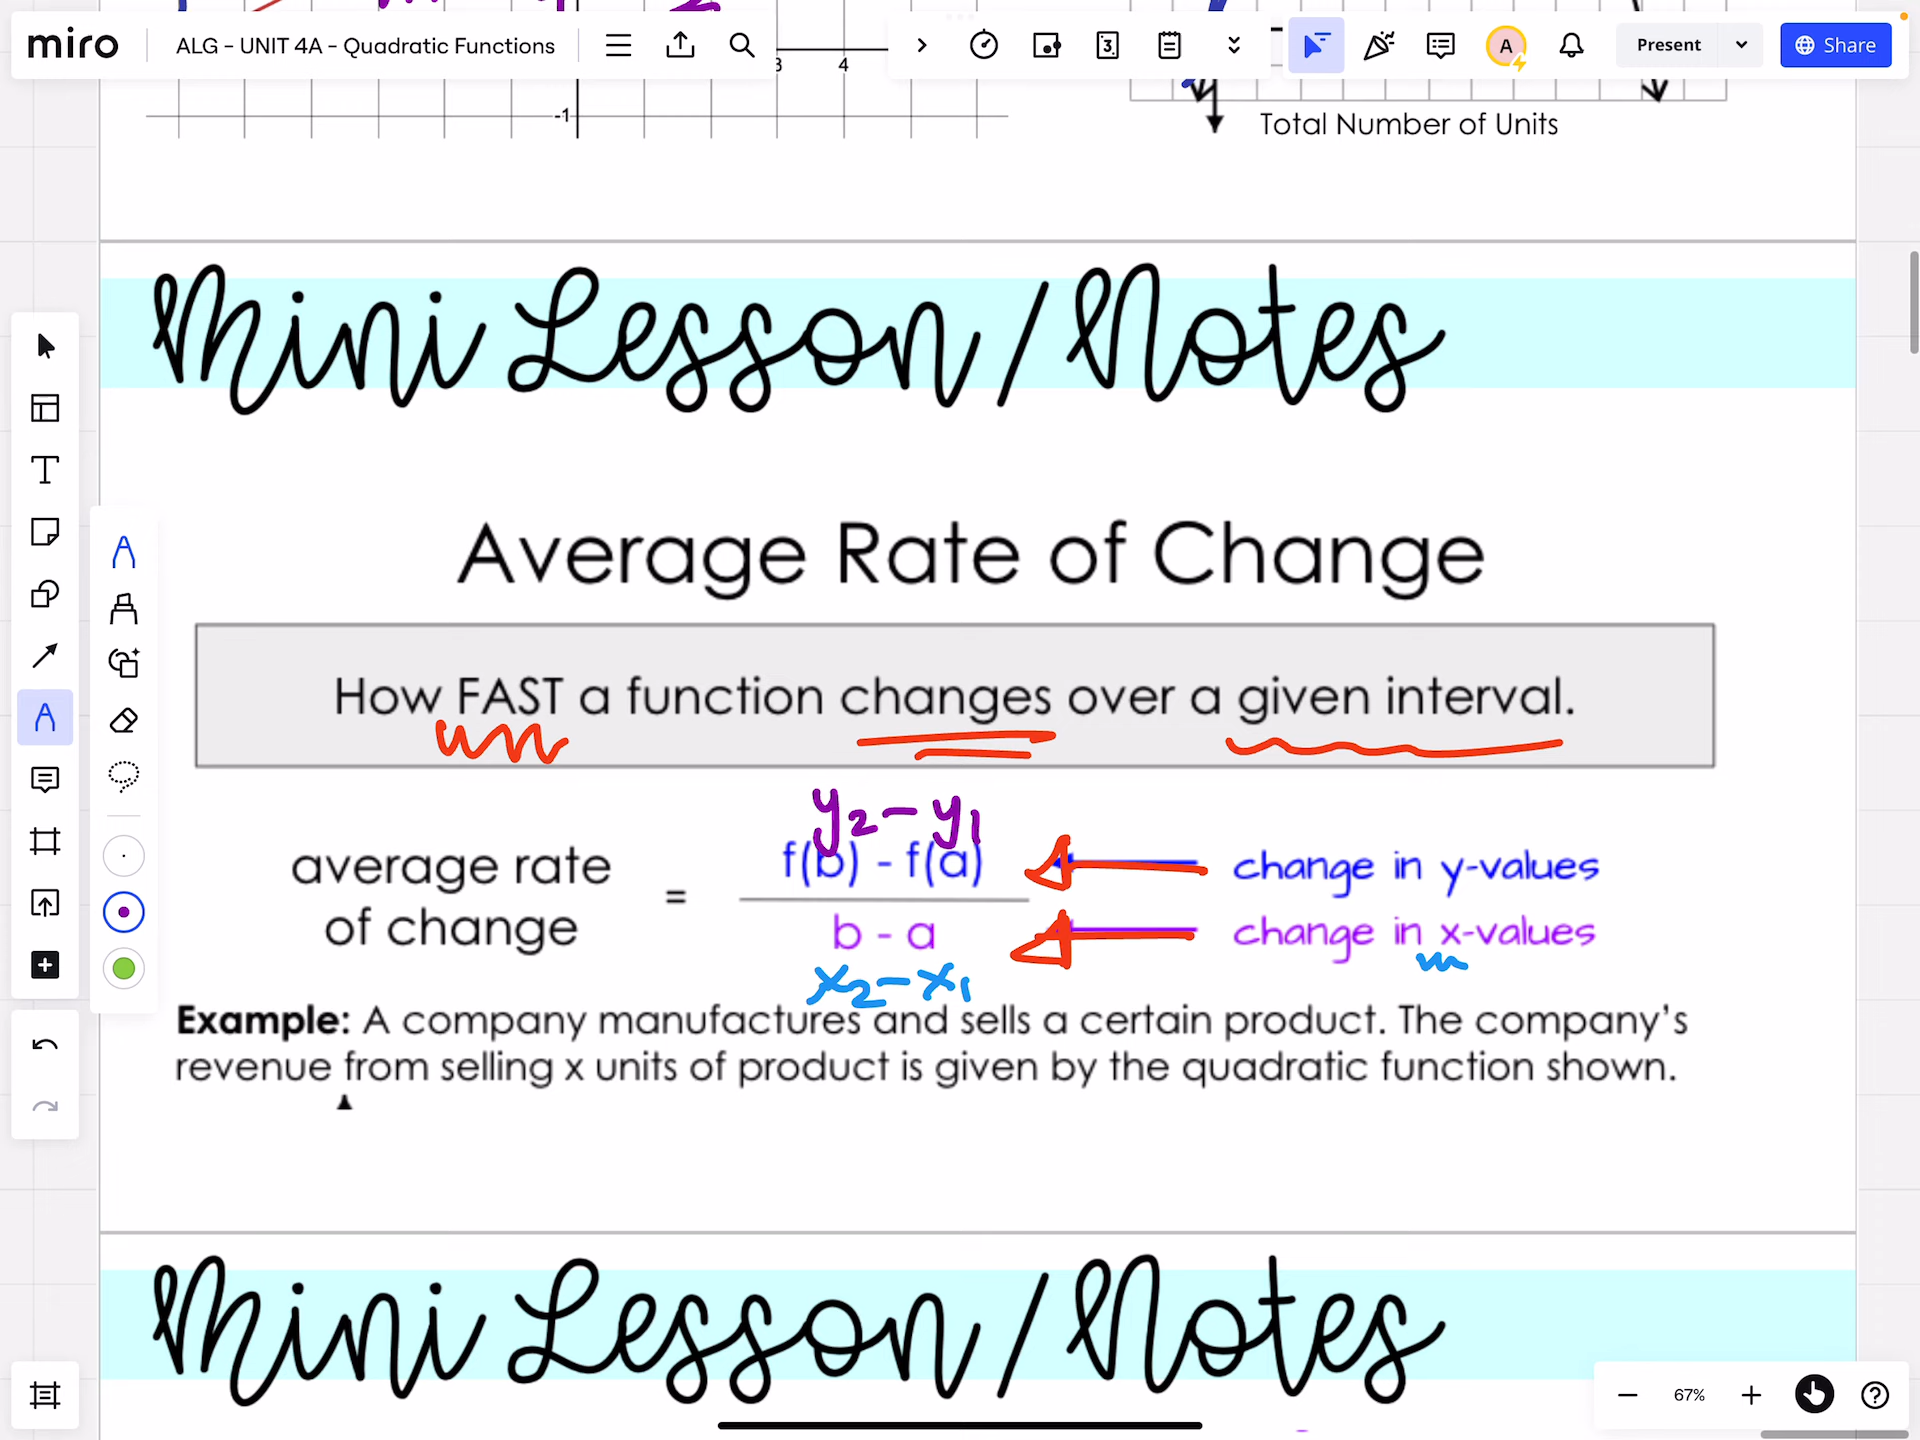 miro
ALG - UNIT 4A - Quadratic Functions
3
A
Present
Share
3 4
-1
Total Number of Units
Mini Lesson/Notes
Average Rate of Change
How FAST a function changes over a given interval.
y2 - y1
average rate of change = f(b) - f(a) change in y-values
b - a change in x-values
x2 - x1
Example: A company manufactures and sells a certain product. The company's
revenue from selling x units of product is given by the quadratic function shown.
Mini Lesson/Notes
67%